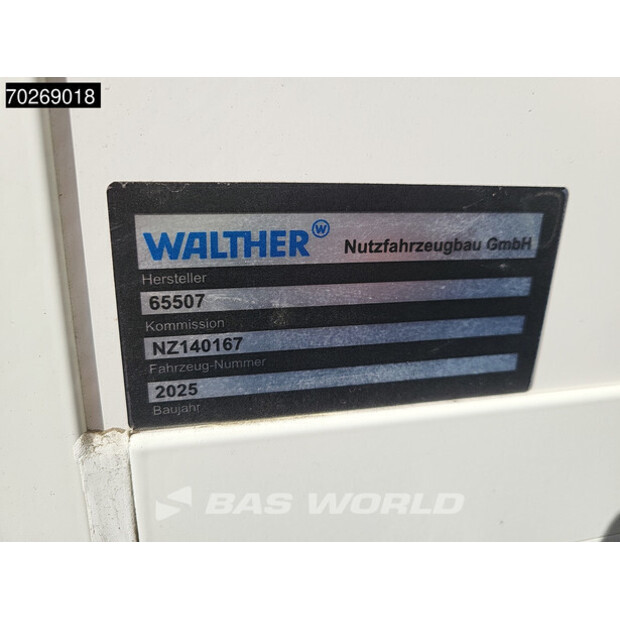 70269018
WALTHER W Nutzfahrzeugbau GmbH
Hersteller
65507
Kommission
NZ140167
Fahrzeug-Nummer
2025
Baujahr
BAS WORLD